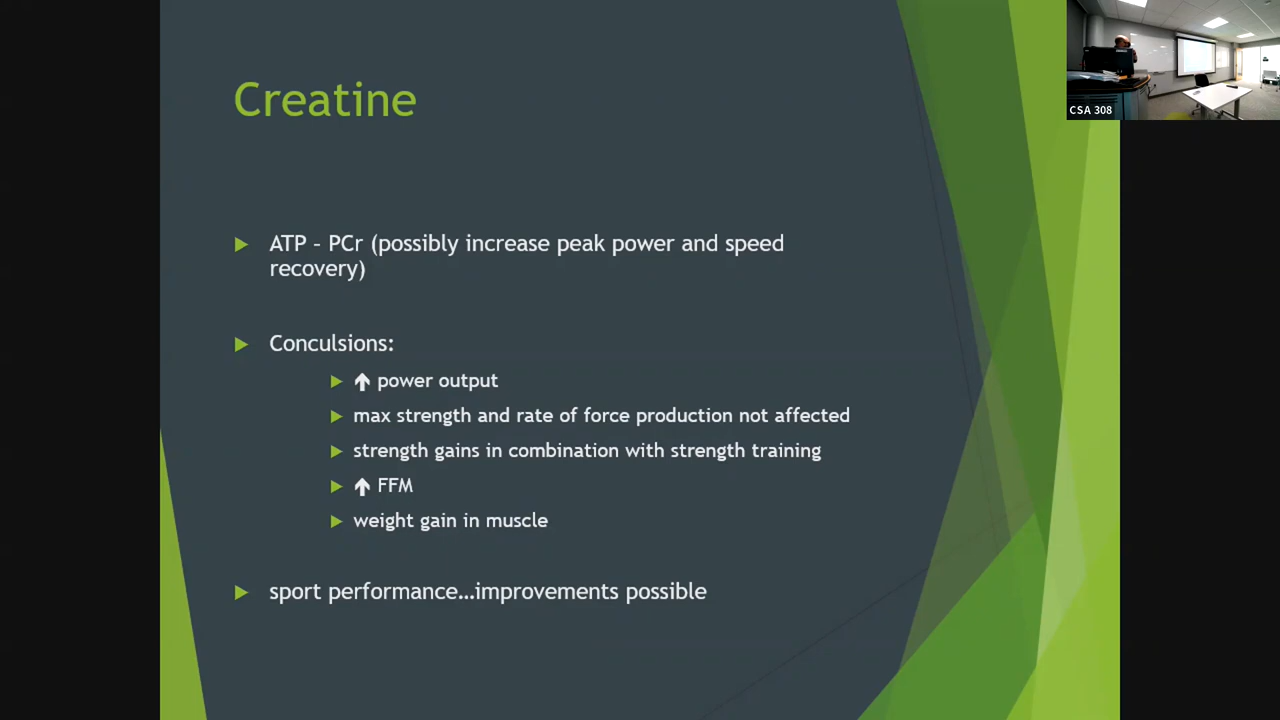 Creatine
CSA 308
ATP – PCr (possibly increase peak power and speed
recovery)
Conculsions:
↑ power output
max strength and rate of force production not affected
strength gains in combination with strength training
↑ FFM
weight gain in muscle
sport performance…improvements possible